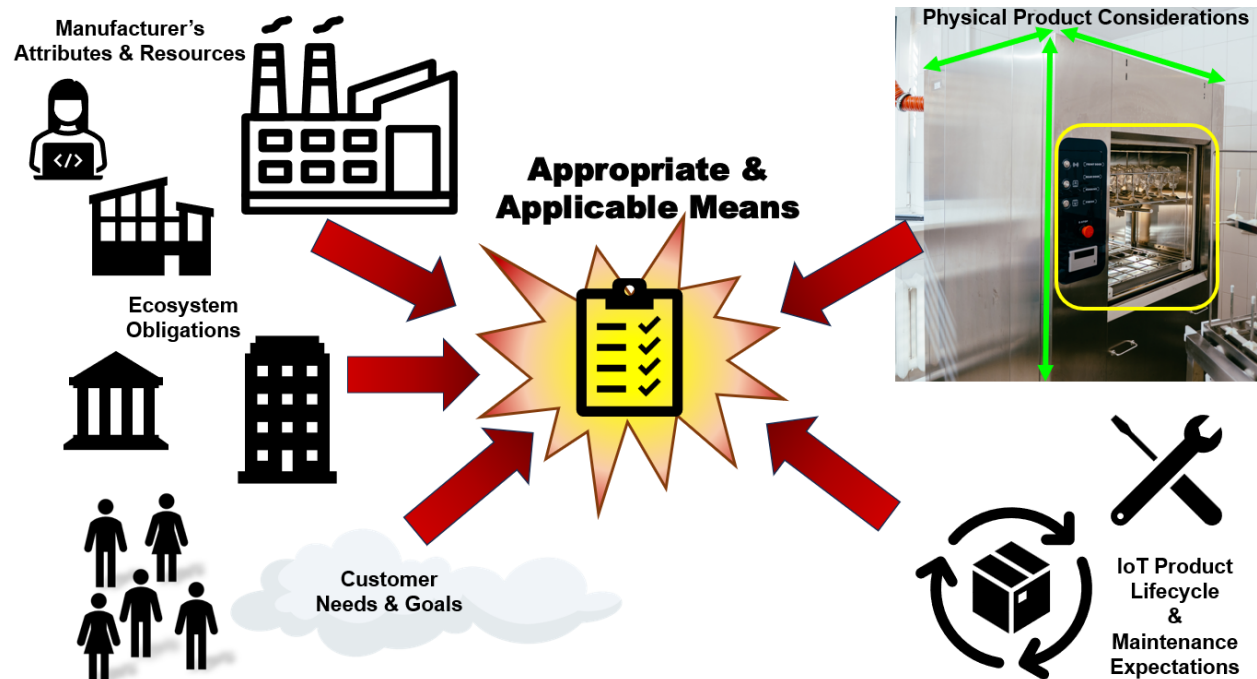 Manufacturer's
Attributes & Resources
</>
Physical Product Considerations
Appropriate &
Applicable Means
Ecosystem
Obligations
Customer
Needs & Goals
IoT Product
Lifecycle
&
Maintenance
Expectations